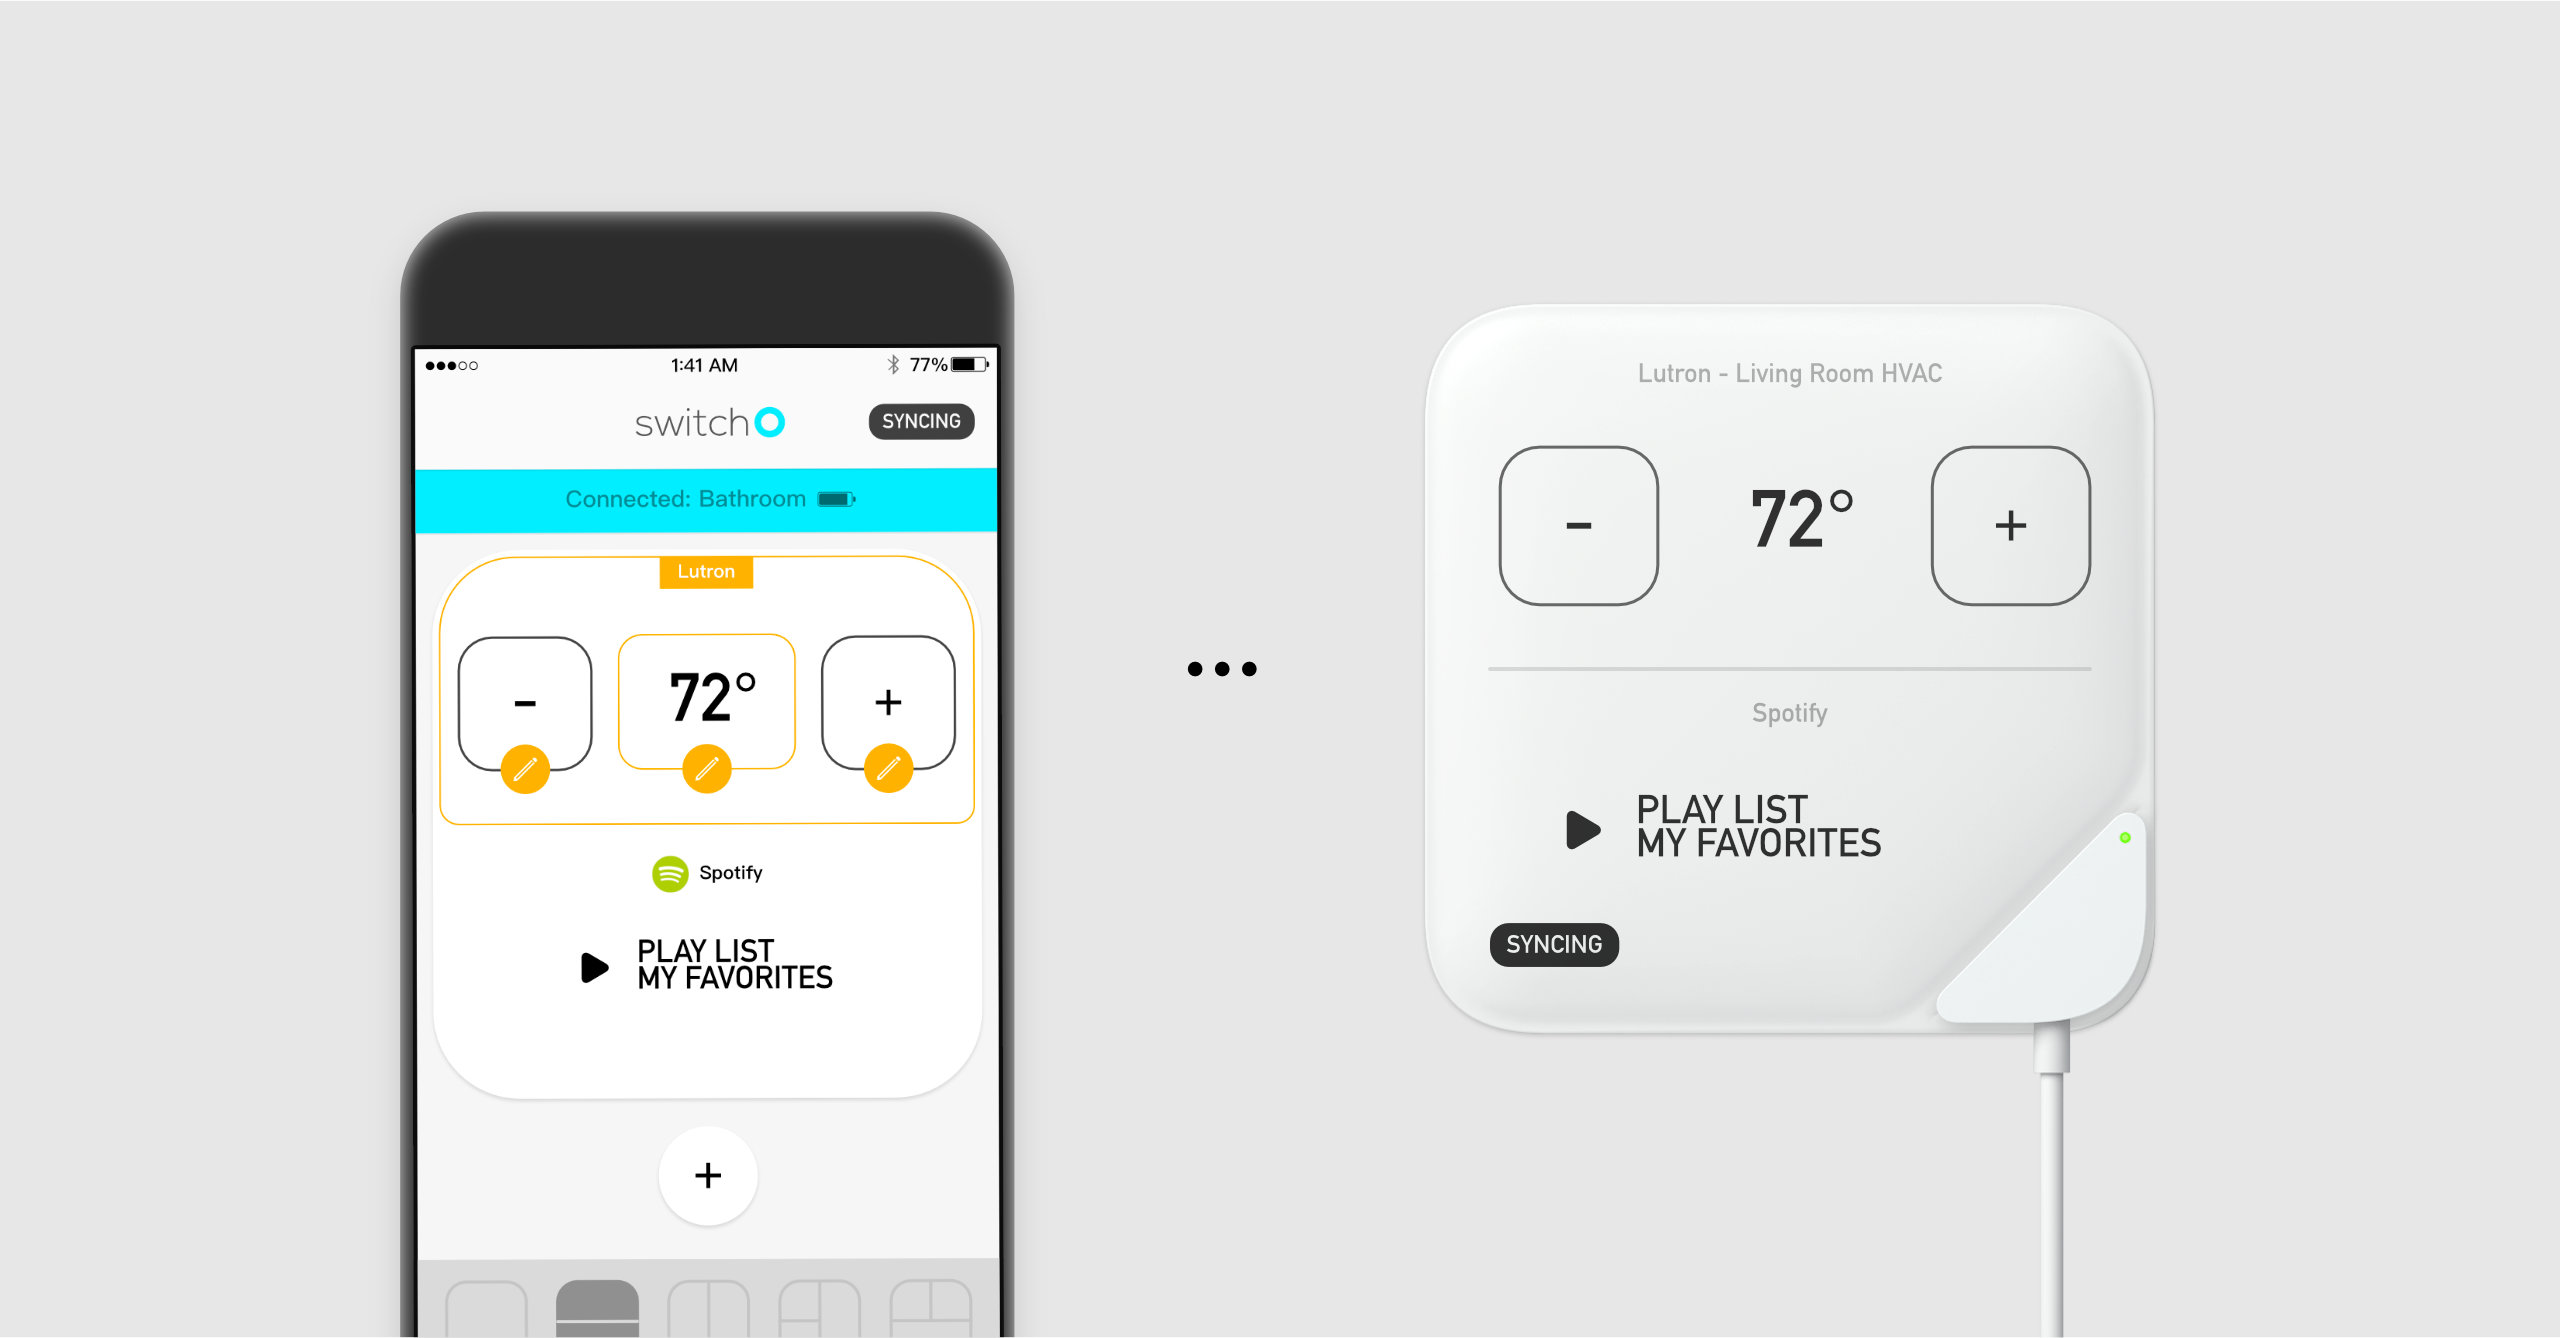 1:41 AM
77%
switch
SYNCING
Connected: Bathroom
Lutron
- 72° +
Spotify
PLAY LIST
MY FAVORITES
+
Lutron - Living Room HVAC
- 72° +
Spotify
PLAY LIST
MY FAVORITES
SYNCING